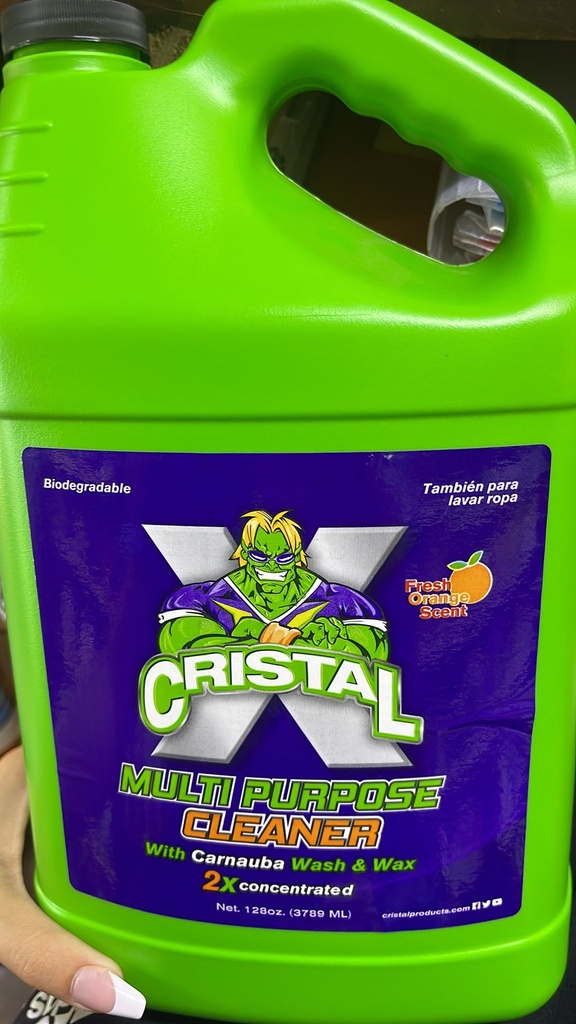 Biodegradable
También para
lavar ropa
X
Fresh
Orange
Scent
CRISTAL
MULTI PURPOSE
CLEANER
With Carnauba Wash & Wax
2x concentrated
Net. 128oz. (3789 ML)
cristalproducts.com